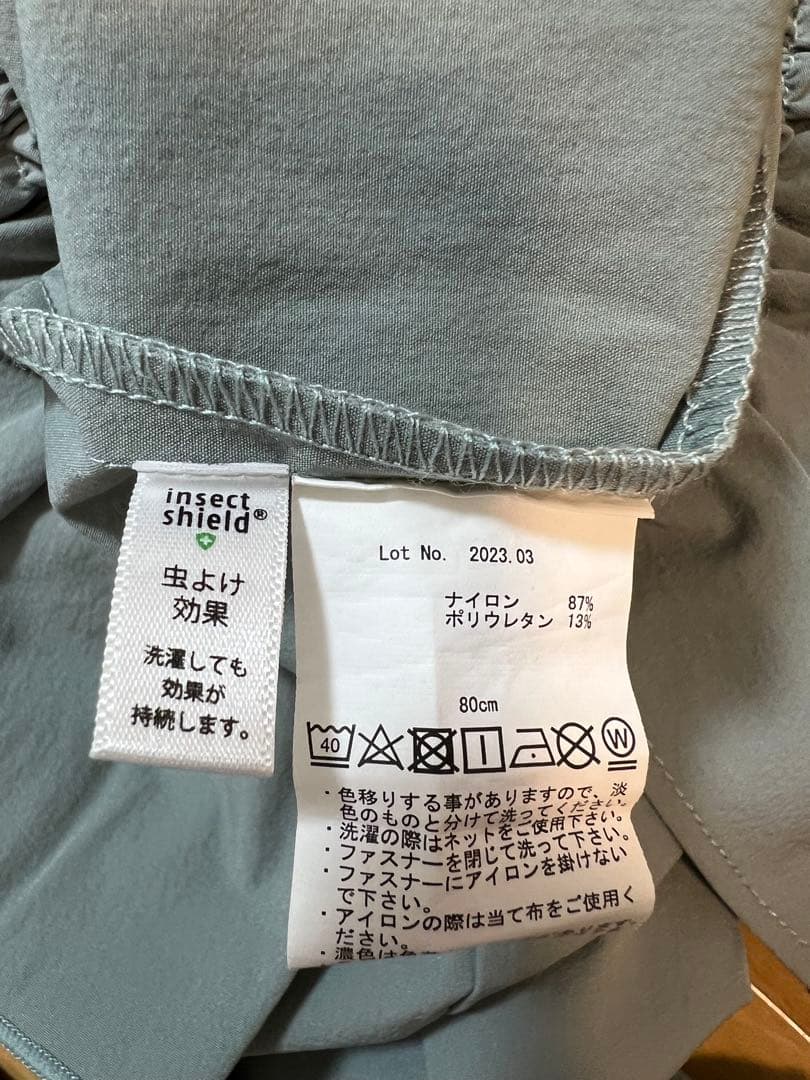 insect
shield®
虫よけ
効果
洗濯しても
効果が
持続します。
Lot No. 2023.03
ナイロン 87%
ポリウレタン 13%
80cm
40
W
・色移りする事がありますので、淡
色のものと分けて洗ってください。
・洗濯の際はネットをご使用下さい。
・ファスナーを閉じて洗って下さい。
・ファスナーにアイロンを掛けない
で下さい。
・アイロンの際は当て布をご使用く
ださい。
・濃色は